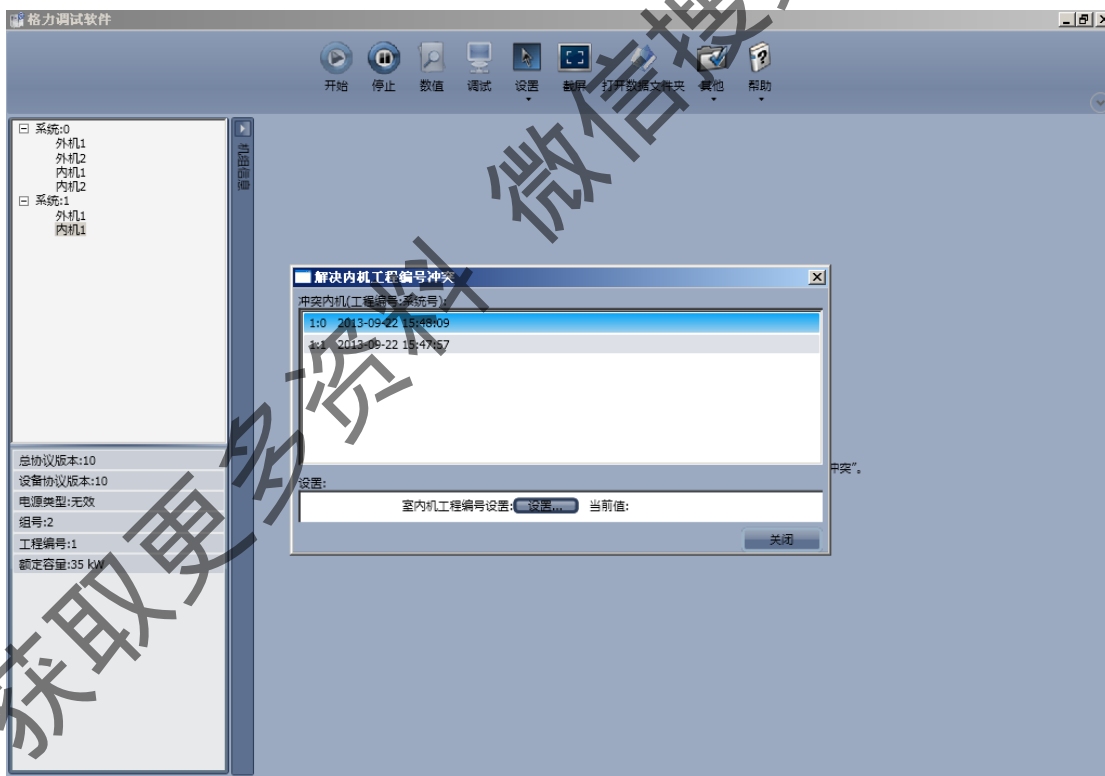 格力调试软件
开始 停止 数值 调试 设置 截屏 打开数据文件夹 其他 帮助
系统:0
外机1
外机2
内机1
内机2
系统:1
外机1
内机1
机组信息
解决内机工程编号冲突
冲突内机(工程编号:系统号):
1:0 2013-09-22 15:48:09
1:1 2013-09-22 15:47:57
冲突”。
设置:
室内机工程编号设置: 设置... 当前值:
关闭
总协议版本:10
设备协议版本:10
电源类型:无效
组号:2
工程编号:1
额定容量:35 kW
获取更多资料 微信搜